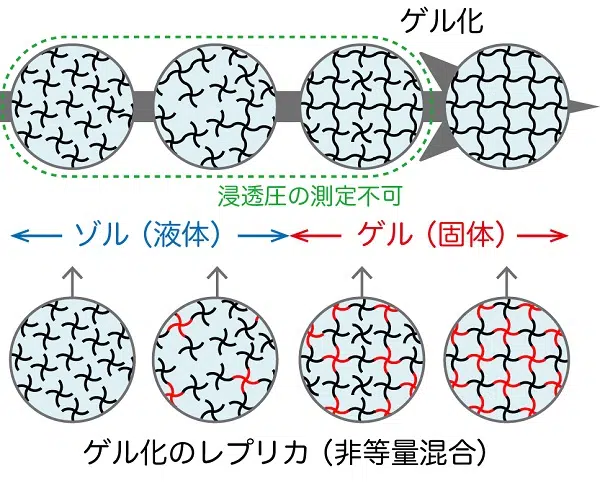 ゲル化
浸透圧の測定不可
ゾル（液体）
ゲル（固体）
ゲル化のレプリカ（非等量混合）